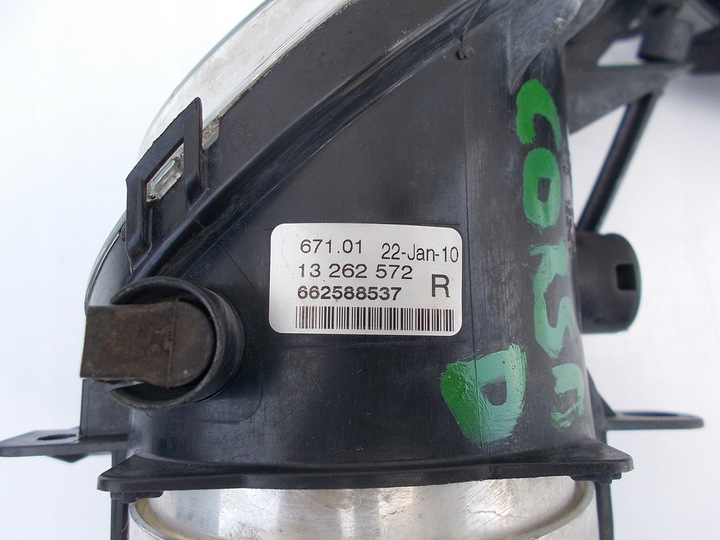 671.01 22-Jan-10
13 262 572
662588537 R
CORSA
D